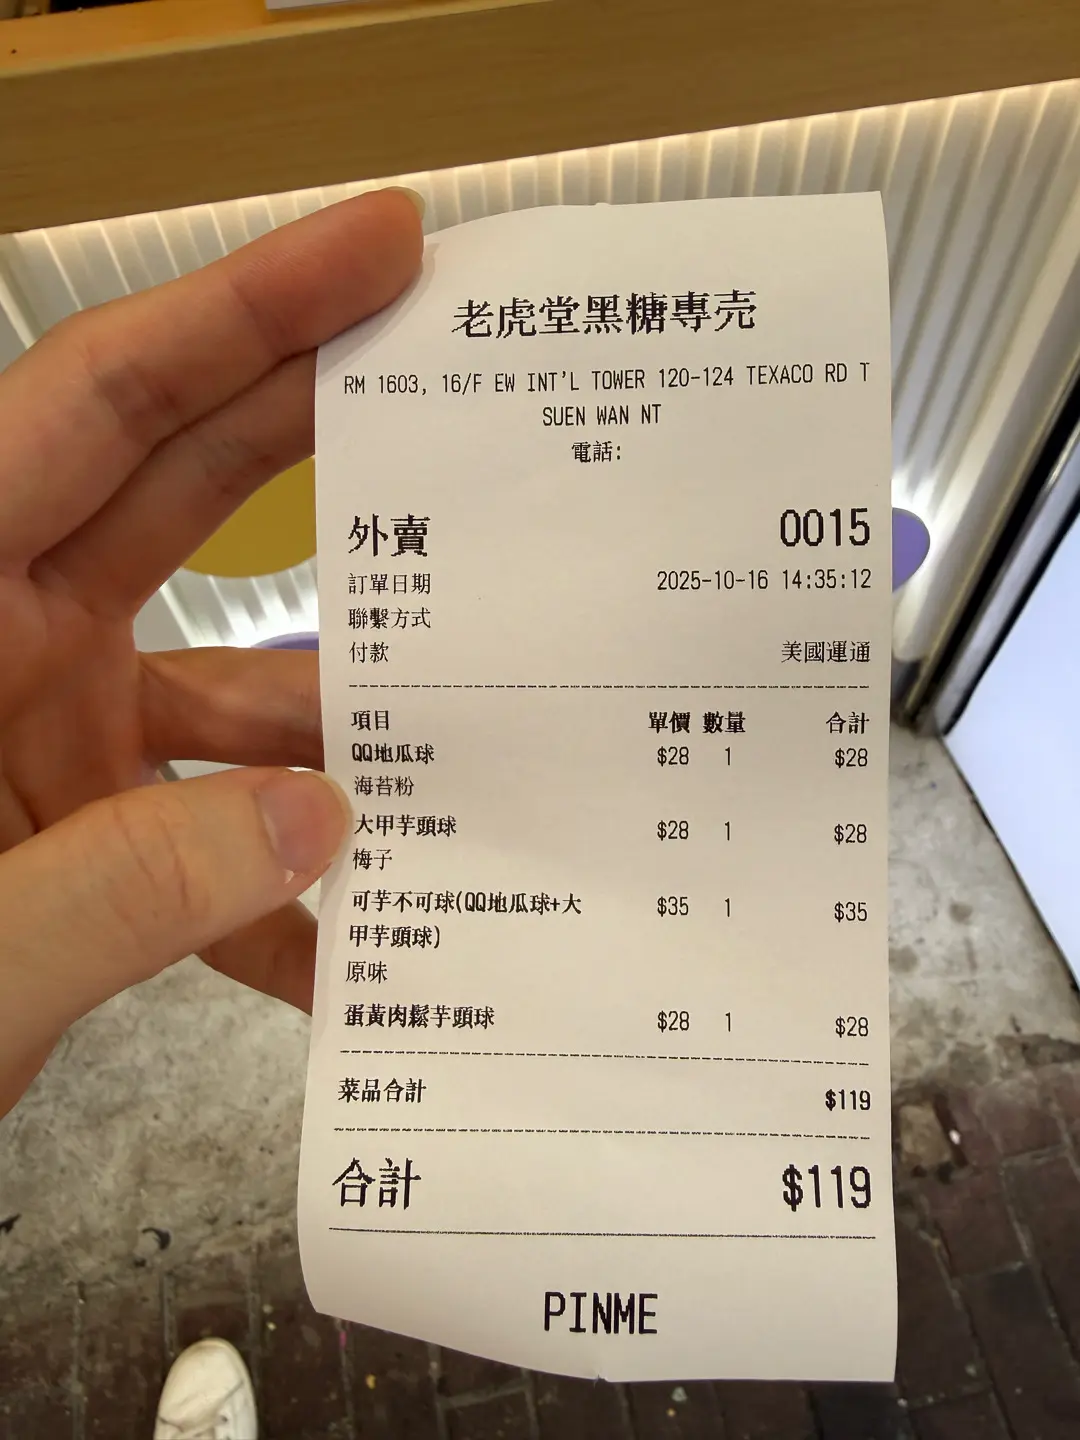 老虎堂黑糖專売
RM 1603, 16/F EW INT'L TOWER 120-124 TEXACO RD T
SUEN WAN NT
電話:
外賣 0015
訂單日期 2025-10-16 14:35:12
聯繫方式
付款 美國運通
項目 單價 數量 合計
QQ地瓜球 $28 1 $28
海苔粉
大甲芋頭球 $28 1 $28
梅子
可芋不可球(QQ地瓜球+大 $35 1 $35
甲芋頭球)
原味
蛋黃肉鬆芋頭球 $28 1 $28
菜品合計 $119
合計 $119
PINME